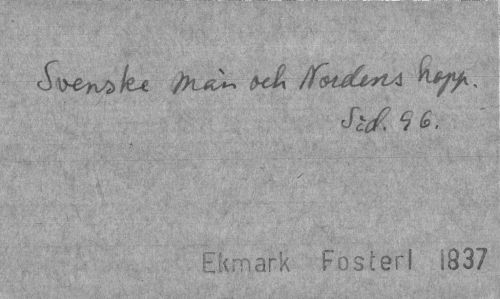 Svenske män och Nordens hopp.
Sid. 96.
Ekmark Fosterl 1837